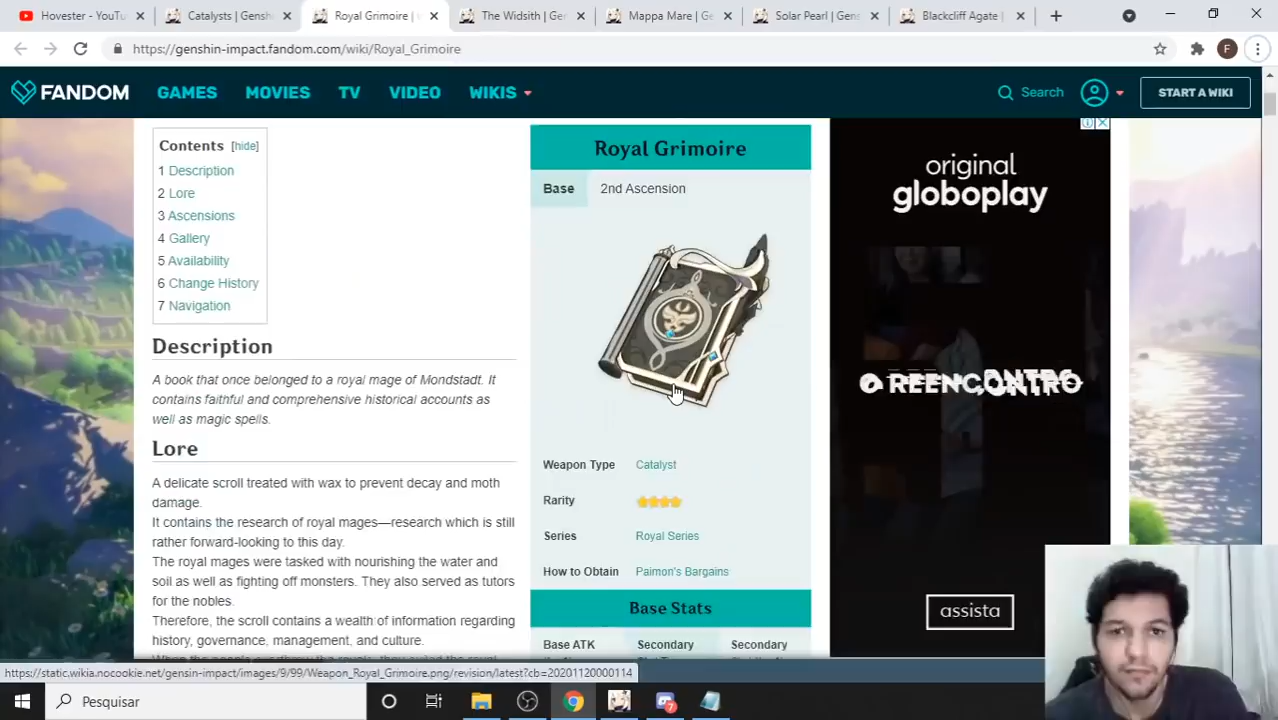 Hovester - YouTu
Catalysts | Gensh
Royal Grimoire |
The Widsith | Ge
Mappa Mare | Ge
Solar Pearl | Gens
Blackcliff Agate |
https://genshin-impact.fandom.com/wiki/Royal_Grimoire
F
FANDOM
GAMES
MOVIES
TV
VIDEO
WIKIS
Search
START A WIKI
Contents [hide]
1 Description
2 Lore
3 Ascensions
4 Gallery
5 Availability
6 Change History
7 Navigation
Description
A book that once belonged to a royal mage of Mondstadt. It
contains faithful and comprehensive historical accounts as
well as magic spells.
Lore
A delicate scroll treated with wax to prevent decay and moth
damage.
It contains the research of royal mages—research which is still
rather forward-looking to this day.
The royal mages were tasked with nourishing the water and
soil as well as fighting off monsters. They also served as tutors
for the nobles.
Therefore, the scroll contains a wealth of information regarding
history, governance, management, and culture.
Royal Grimoire
Base
2nd Ascension
Weapon Type
Catalyst
Rarity
Series
Royal Series
How to Obtain
Paimon's Bargains
Base Stats
Base ATK
Secondary
Secondary
original
globoplay
REENCONTRO
assista
https://static.wikia.nocookie.net/gensin-impact/images/9/99/Weapon_Royal_Grimoire.png/revision/latest?cb=20201120000114
Pesquisar
7